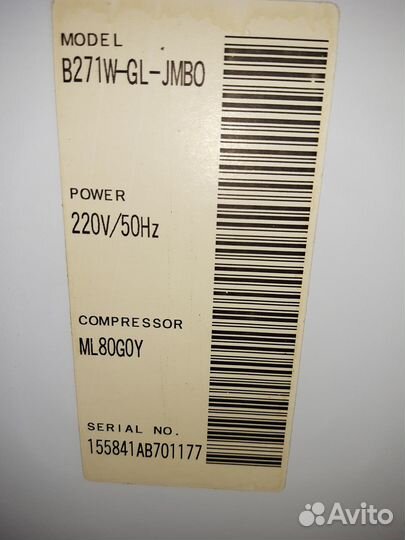 MODEL
B271W-GL-JMBO
POWER
220V/50Hz
COMPRESSOR
ML80G0Y
SERIAL NO.
155841AB701177
Avito